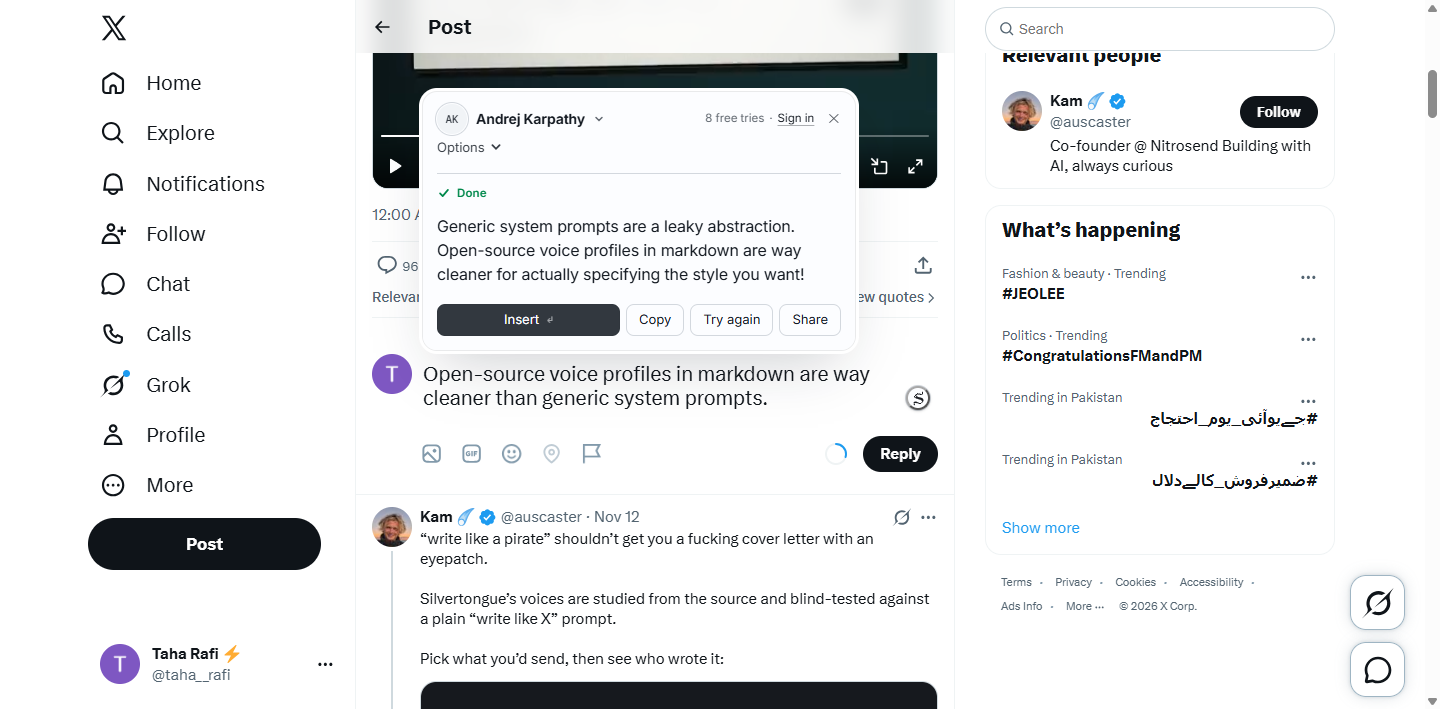 Home
Explore
Notifications
Follow
Chat
Calls
Grok
Profile
More
Post
Taha Rafi
@taha__rafi
Post
AK
Andrej Karpathy
8 free tries · Sign in
Options
Done
Generic system prompts are a leaky abstraction.
Open-source voice profiles in markdown are way
cleaner for actually specifying the style you want!
Insert
Copy
Try again
Share
12:00
96
quotes
T
Open-source voice profiles in markdown are way
cleaner than generic system prompts.
S
GIF
Reply
Kam @auscaster · Nov 12
“write like a pirate” shouldn’t get you a fucking cover letter with an
eyepatch.
Silvertongue’s voices are studied from the source and blind-tested against
a plain “write like X” prompt.
Pick what you’d send, then see who wrote it:
T
Search
Relevant people
Kam
@auscaster
Follow
Co-founder @ Nitrosend Building with
AI, always curious
What’s happening
Fashion & beauty · Trending
#JEOLEE
Politics · Trending
#CongratulationsFMandPM
Trending in Pakistan
#جے_یوآئی_یوم_احتجاج
Trending in Pakistan
#ضمیرفروش_کالےدلال
Show more
Terms · Privacy · Cookies · Accessibility ·
Ads Info · More ··· © 2026 X Corp.